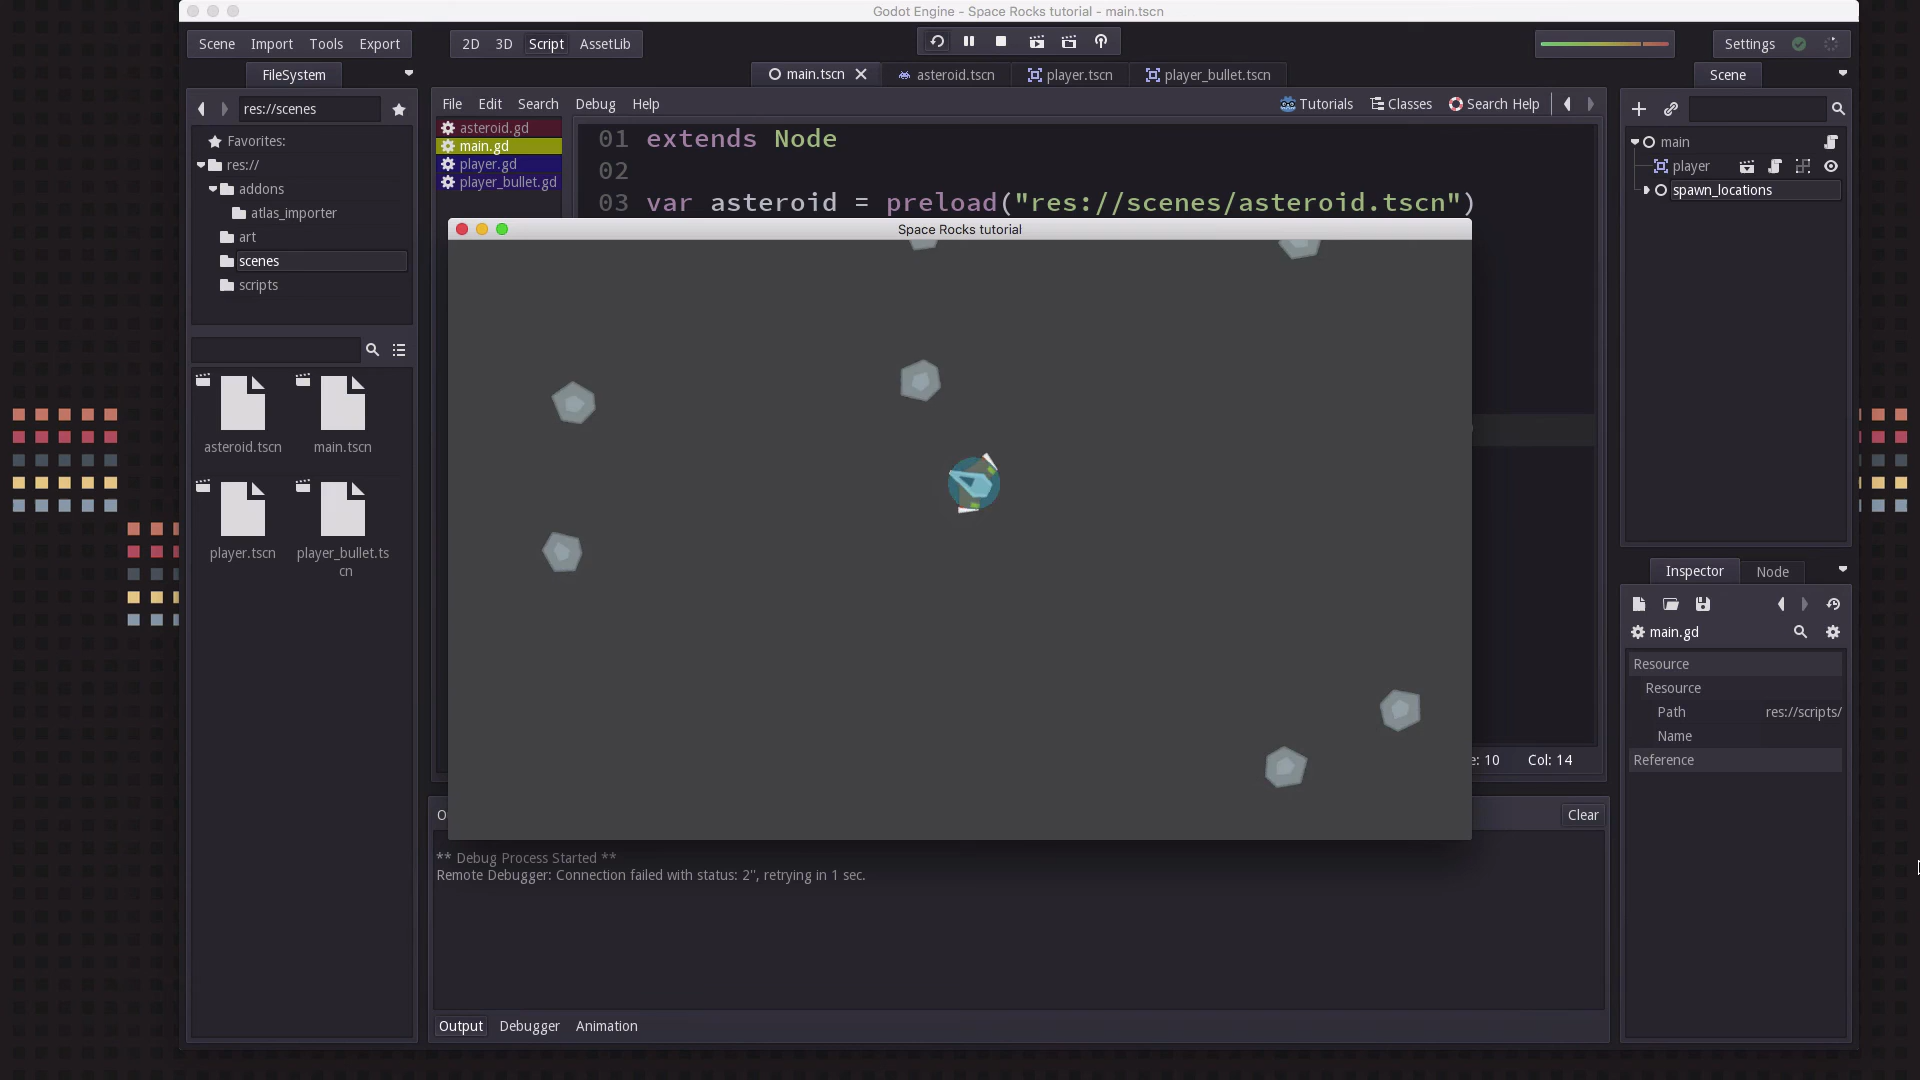 Godot Engine - Space Rocks tutorial - main.tscn
Scene Import Tools Export
2D 3D Script AssetLib
Settings
FileSystem
main.tscn
asteroid.tscn
player.tscn
player_bullet.tscn
Scene
res://scenes
Favorites:
res://
addons
atlas_importer
art
scenes
scripts
asteroid.tscn
main.tscn
player.tscn
player_bullet.ts
cn
File Edit Search Debug Help
Tutorials Classes Search Help
asteroid.gd
main.gd
player.gd
player_bullet.gd
01 extends Node
02
03 var asteroid = preload("res://scenes/asteroid.tscn")
Space Rocks tutorial
e: 10 Col: 14
Clear
** Debug Process Started **
Remote Debugger: Connection failed with status: 2'', retrying in 1 sec.
Output Debugger Animation
main
player
spawn_locations
Inspector Node
main.gd
Resource
Resource
Path res://scripts/
Name
Reference